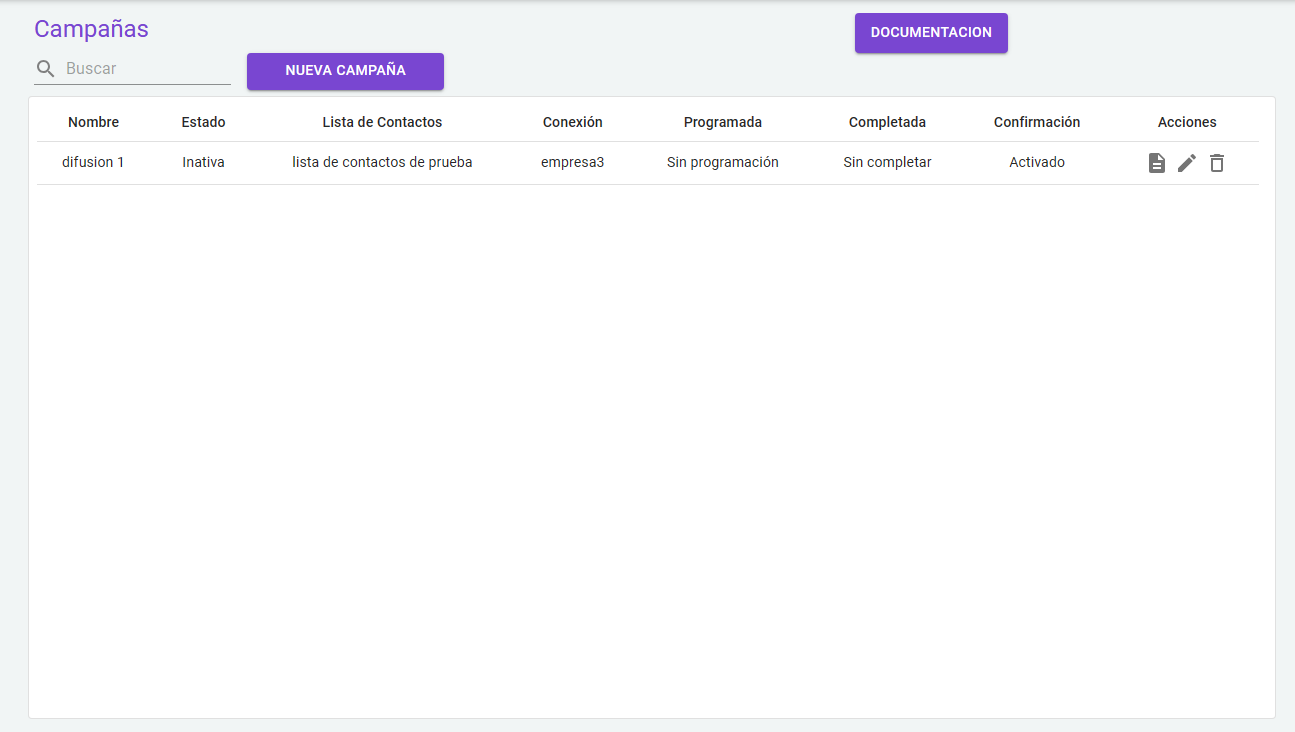 Campañas
DOCUMENTACION
Buscar
NUEVA CAMPAÑA
Nombre Estado Lista de Contactos Conexión Programada Completada Confirmación Acciones
difusion 1 Inativa lista de contactos de prueba empresa3 Sin programación Sin completar Activado